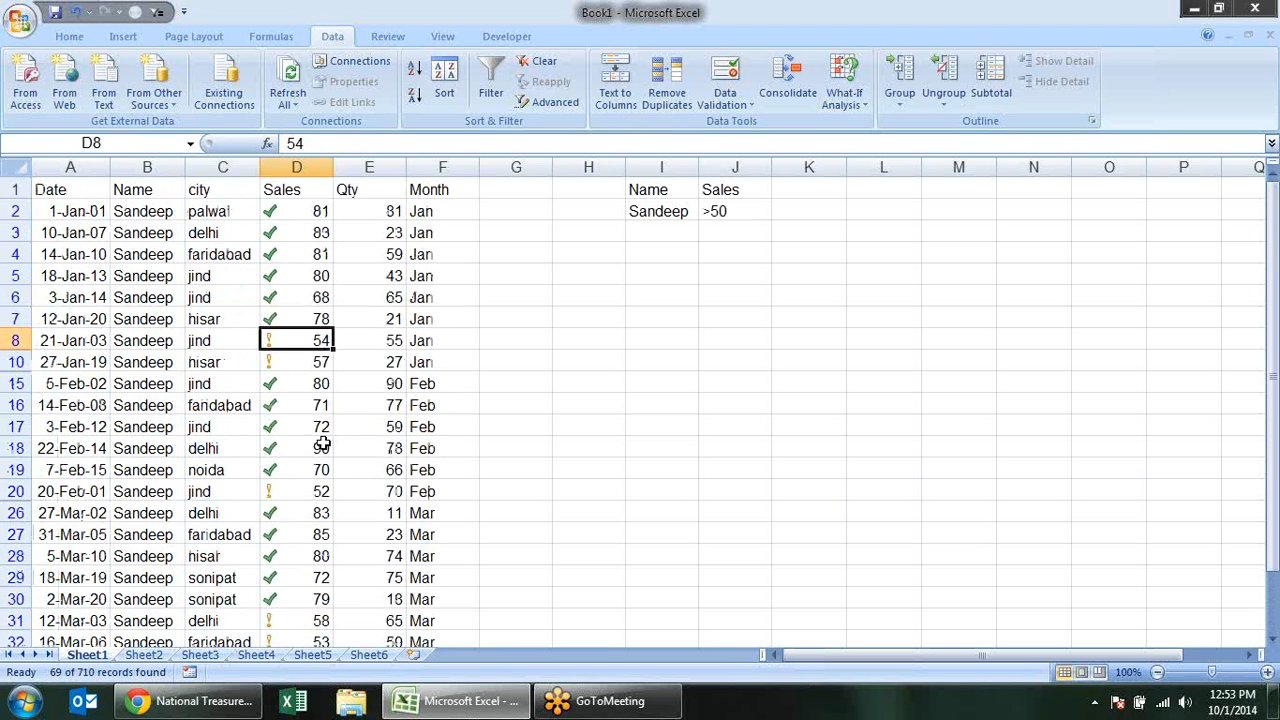 Book1 - Microsoft Excel
Home Insert Page Layout Formulas Data Review View Developer
From Access
From Web
From Text
From Other Sources
Existing Connections
Get External Data
Refresh All
Connections
Properties
Edit Links
Connections
Sort
Filter
Clear
Reapply
Advanced
Sort & Filter
Text to Columns
Remove Duplicates
Data Validation
Consolidate
What-If Analysis
Data Tools
Group
Ungroup
Subtotal
Show Detail
Hide Detail
Outline
D8 fx 54
A B C D E F G H I J K L M N O P Q
1 Date Name city Sales Qty Month Name Sales
2 1-Jan-01 Sandeep palwal 81 81 Jan Sandeep >50
3 10-Jan-07 Sandeep delhi 83 23 Jan
4 14-Jan-10 Sandeep faridabad 81 59 Jan
5 18-Jan-13 Sandeep jind 80 43 Jan
6 3-Jan-14 Sandeep jind 68 65 Jan
7 12-Jan-20 Sandeep hisar 78 21 Jan
8 21-Jan-03 Sandeep jind 54 55 Jan
10 27-Jan-19 Sandeep hisar 57 27 Jan
15 5-Feb-02 Sandeep jind 80 90 Feb
16 14-Feb-08 Sandeep faridabad 71 77 Feb
17 3-Feb-12 Sandeep jind 72 59 Feb
18 22-Feb-14 Sandeep delhi 78 Feb
19 7-Feb-15 Sandeep noida 70 66 Feb
20 20-Feb-01 Sandeep jind 52 70 Feb
26 27-Mar-02 Sandeep delhi 83 11 Mar
27 31-Mar-05 Sandeep faridabad 85 23 Mar
28 5-Mar-10 Sandeep hisar 80 74 Mar
29 18-Mar-19 Sandeep sonipat 72 75 Mar
30 2-Mar-20 Sandeep sonipat 79 18 Mar
31 12-Mar-03 Sandeep delhi 58 65 Mar
32 16-Mar-06 Sandeep faridabad 53 50 Mar
Sheet1 Sheet2 Sheet3 Sheet4 Sheet5 Sheet6
Ready 69 of 710 records found 100%
National Treasure...
Microsoft Excel - ...
GoToMeeting
12:53 PM
10/1/2014